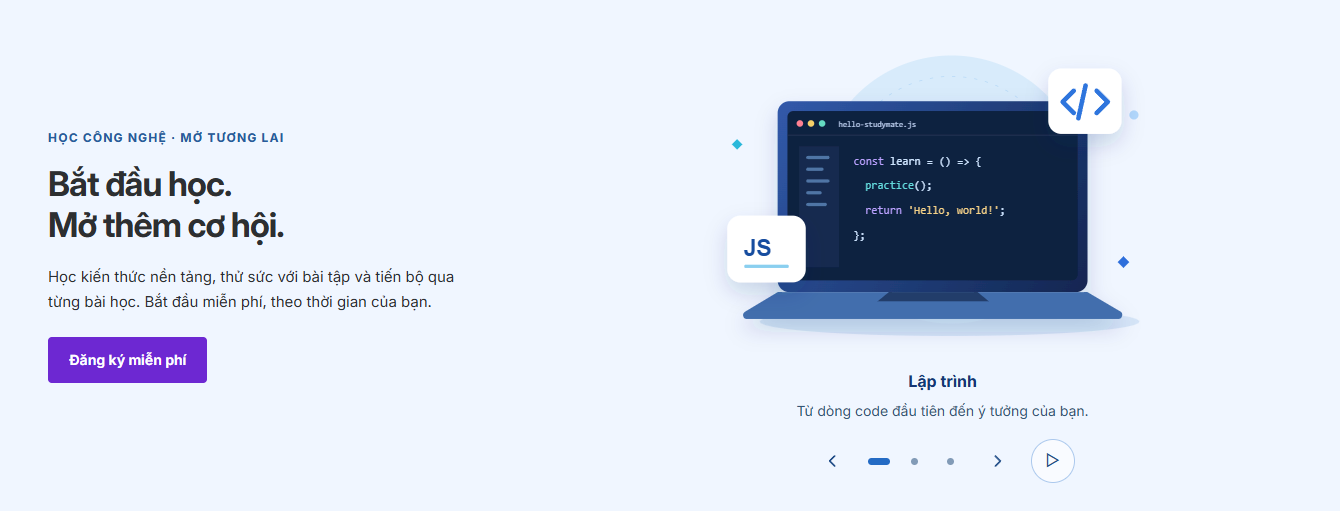 HỌC CÔNG NGHỆ · MỞ TƯƠNG LAI
Bắt đầu học.
Mở thêm cơ hội.
Học kiến thức nền tảng, thử sức với bài tập và tiến bộ qua
từng bài học. Bắt đầu miễn phí, theo thời gian của bạn.
Đăng ký miễn phí
</>
hello-studymate.js
const learn = () => {
practice();
return 'Hello, world!';
};
JS
Lập trình
Từ dòng code đầu tiên đến ý tưởng của bạn.